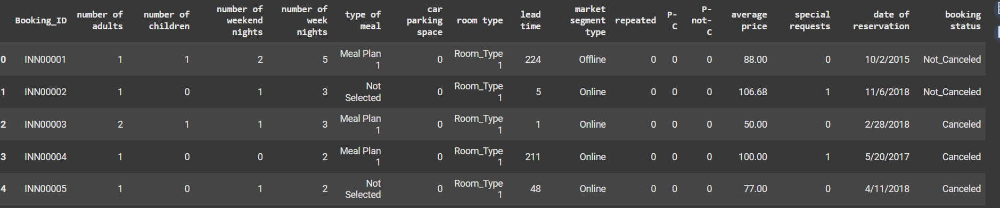 Booking_ID number of adults number of children number of weekend nights number of week nights type of meal car parking space room type lead time market segment type repeated P-C P-not-C average price special requests date of reservation booking status
0 INN00001 1 1 2 5 Meal Plan 1 0 Room_Type 1 224 Offline 0 0 0 88.00 0 10/2/2015 Not_Canceled
1 INN00002 1 0 1 3 Not Selected 0 Room_Type 1 5 Online 0 0 0 106.68 1 11/6/2018 Not_Canceled
2 INN00003 2 1 1 3 Meal Plan 1 0 Room_Type 1 1 Online 0 0 0 50.00 0 2/28/2018 Canceled
3 INN00004 1 0 0 2 Meal Plan 1 0 Room_Type 1 211 Online 0 0 0 100.00 1 5/20/2017 Canceled
4 INN00005 1 0 1 2 Not Selected 0 Room_Type 1 48 Online 0 0 0 77.00 0 4/11/2018 Canceled